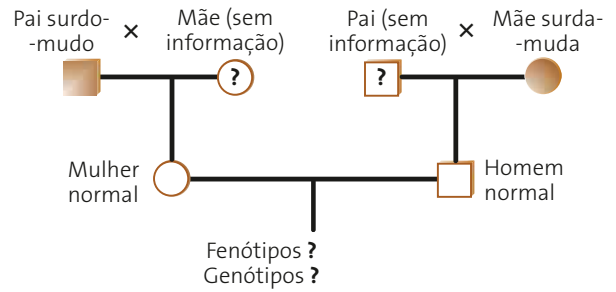 Pai surdo-
-mudo
×
Mãe (sem
informação)
Pai (sem
informação)
×
Mãe surda-
-muda
?
?
Mulher
normal
Homem
normal
Fenótipos ?
Genótipos ?